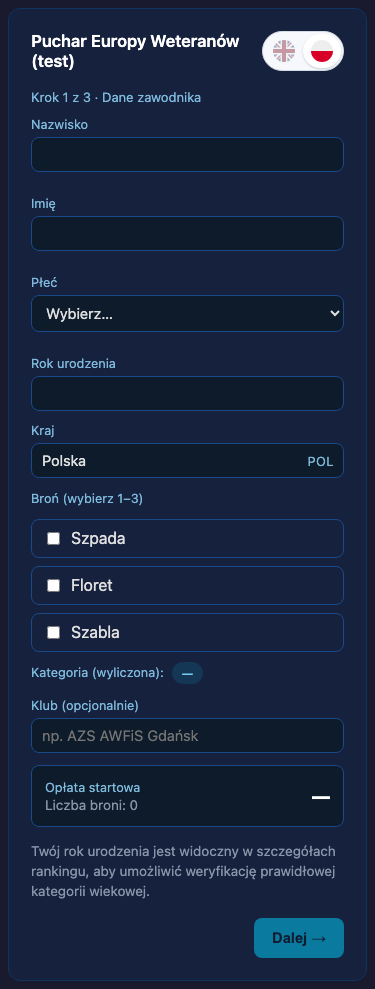 Puchar Europy Weteranów
(test)
Krok 1 z 3 · Dane zawodnika
Nazwisko
Imię
Płeć
Wybierz...
Rok urodzenia
Kraj
Polska POL
Broń (wybierz 1–3)
Szpada
Floret
Szabla
Kategoria (wyliczona): —
Klub (opcjonalnie)
np. AZS AWFiS Gdańsk
Opłata startowa
Liczba broni: 0 —
Twój rok urodzenia jest widoczny w szczegółach
rankingu, aby umożliwić weryfikację prawidłowej
kategorii wiekowej.
Dalej →